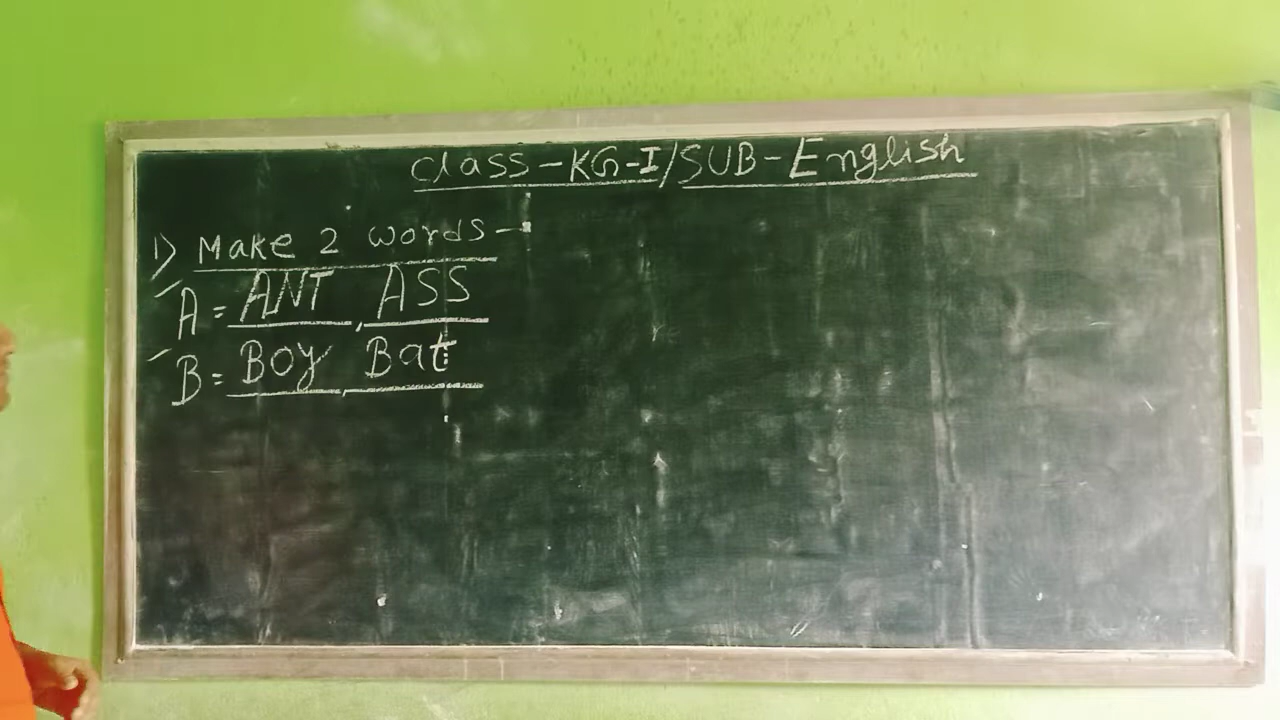 Class-KG-I/SUB-English
1) Make 2 words-
A= ANT, ASS
B= Boy, Bat